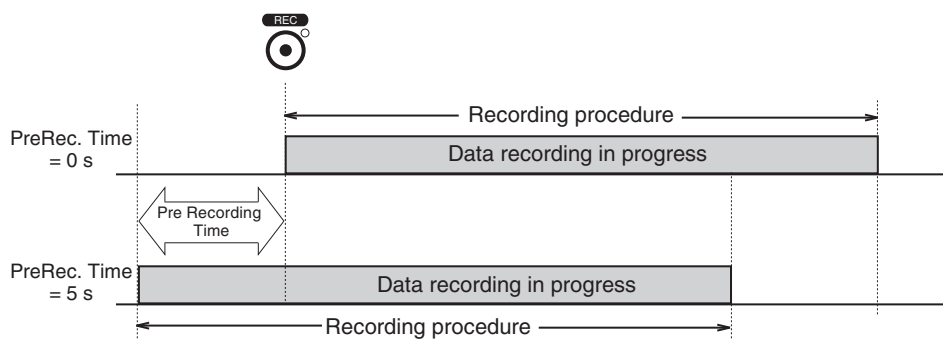 REC
Recording procedure
PreRec. Time
= 0 s
Data recording in progress
Pre Recording
Time
PreRec. Time
= 5 s
Data recording in progress
Recording procedure